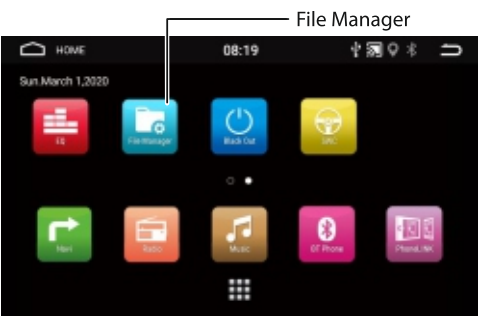 File Manager
HOME 08:19
Sun.March 1,2020
EQ File Manager Black Out SWC
Navi Radio Music BT Phone PhoneLINK